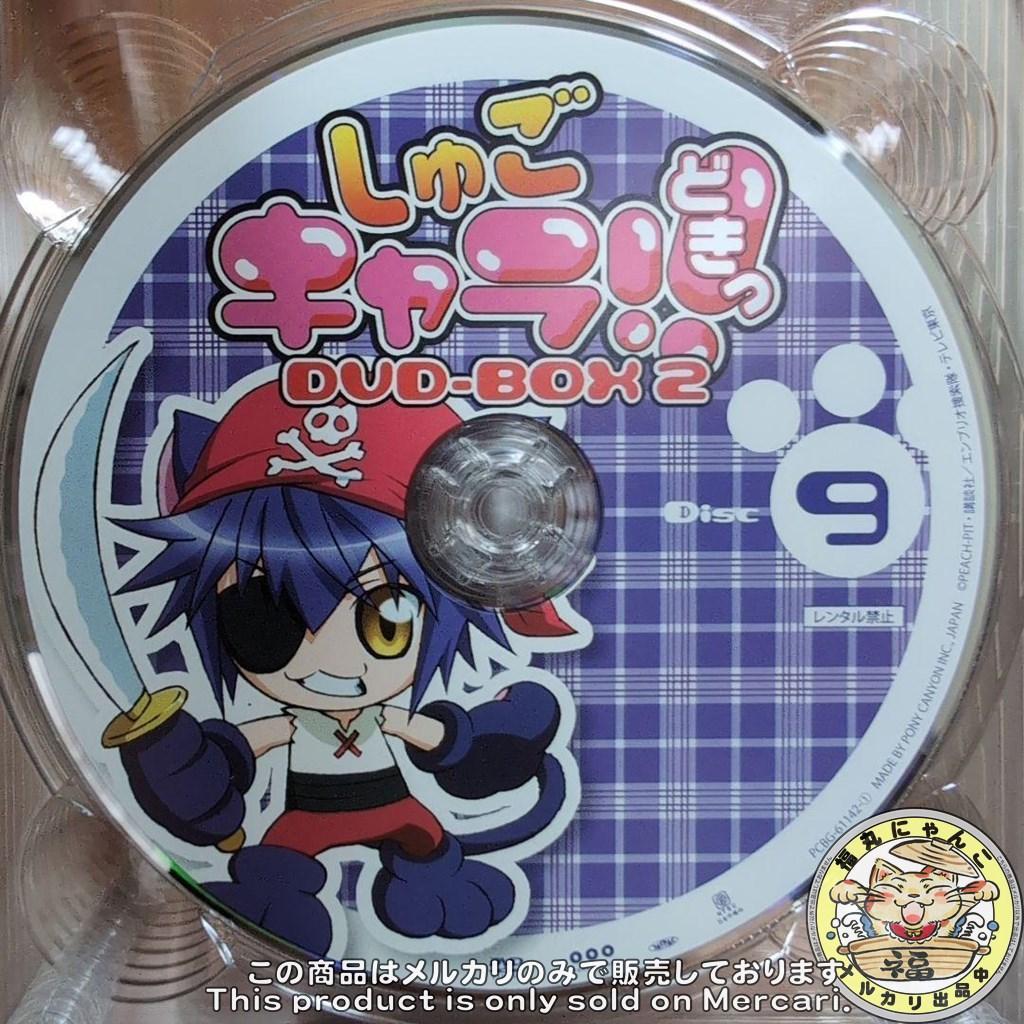 しゅご
キャラ!!
どきっ
DVD-BOX 2
Disc
9
レンタル禁止
PCBG-61142-① MADE BY PONY CANYON INC, JAPAN ©PEACH-PIT・講談社/エンブリオ捜索隊・テレビ東京
福丸にゃんこ
福
メルカリ出品中
この商品はメルカリのみで販売しております
This product is only sold on Mercari.